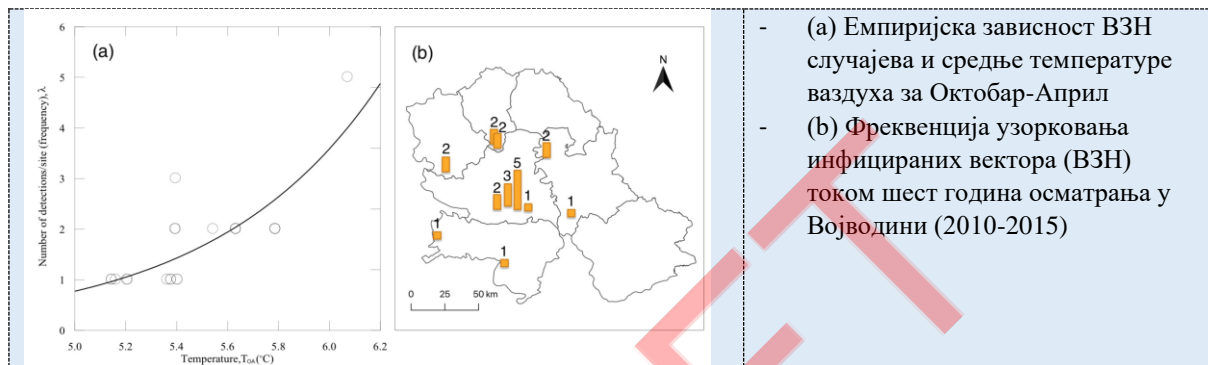 (a)
6
5
4
3
2
1
0
Number of detections/site (frequency), λ
5.0 5.2 5.4 5.6 5.8 6.0 6.2
Temperature,T_OA(°C)
(b)
N
2
2
2
2
5
3
2
1
1
1
1
0 25 50 km
- (a) Емпиријска зависност ВЗН
случајева и средње температуре
ваздуха за Октобар-Април
- (b) Фреквенција узорковања
инфицираних вектора (ВЗН)
током шест година осматрања у
Војводини (2010-2015)